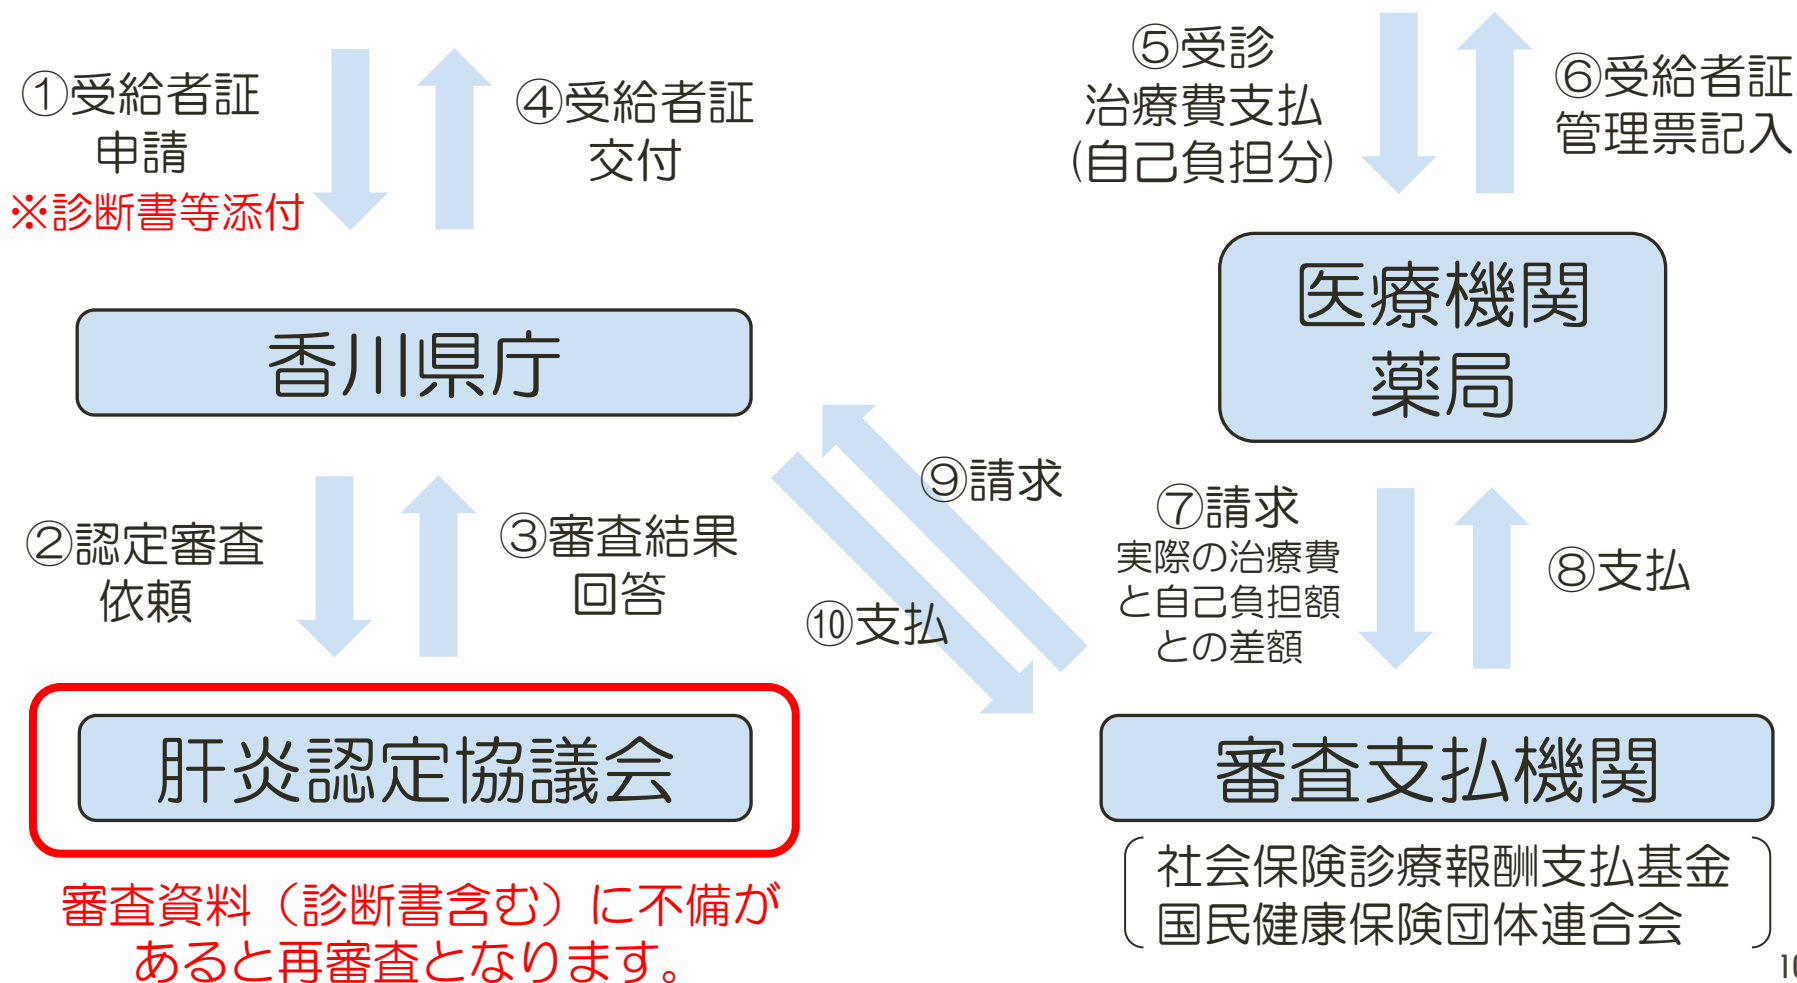 ①受給者証
申請
※診断書等添付
④受給者証
交付
⑤受診
治療費支払
(自己負担分)
⑥受給者証
管理票記入
香川県庁
医療機関
薬局
②認定審査
依頼
③審査結果
回答
⑨請求
⑩支払
⑦請求
実際の治療費
と自己負担額
との差額
⑧支払
肝炎認定協議会
審査資料（診断書含む）に不備が
あると再審査となります。
審査支払機関
社会保険診療報酬支払基金
国民健康保険団体連合会